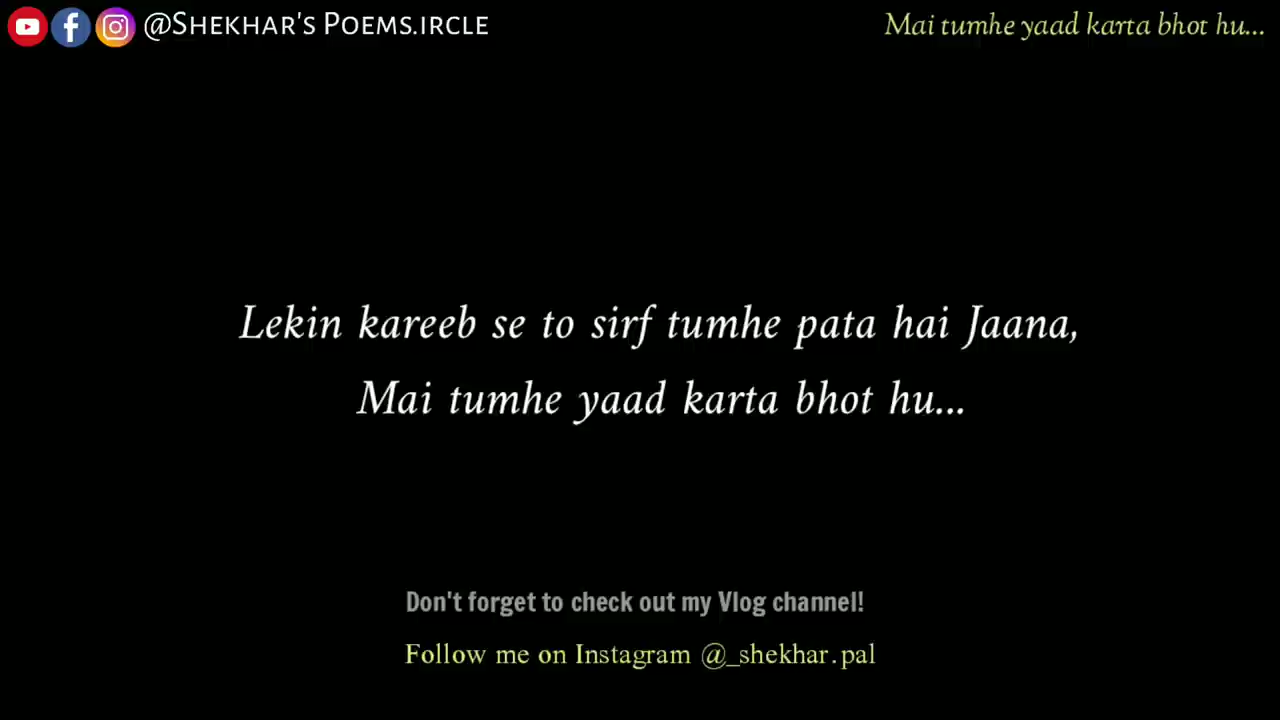 @Shekhar's Poems.ircle
Mai tumhe yaad karta bhot hu...
Lekin kareeb se to sirf tumhe pata hai Jaana,
Mai tumhe yaad karta bhot hu...
Don't forget to check out my Vlog channel!
Follow me on Instagram @_shekhar.pal